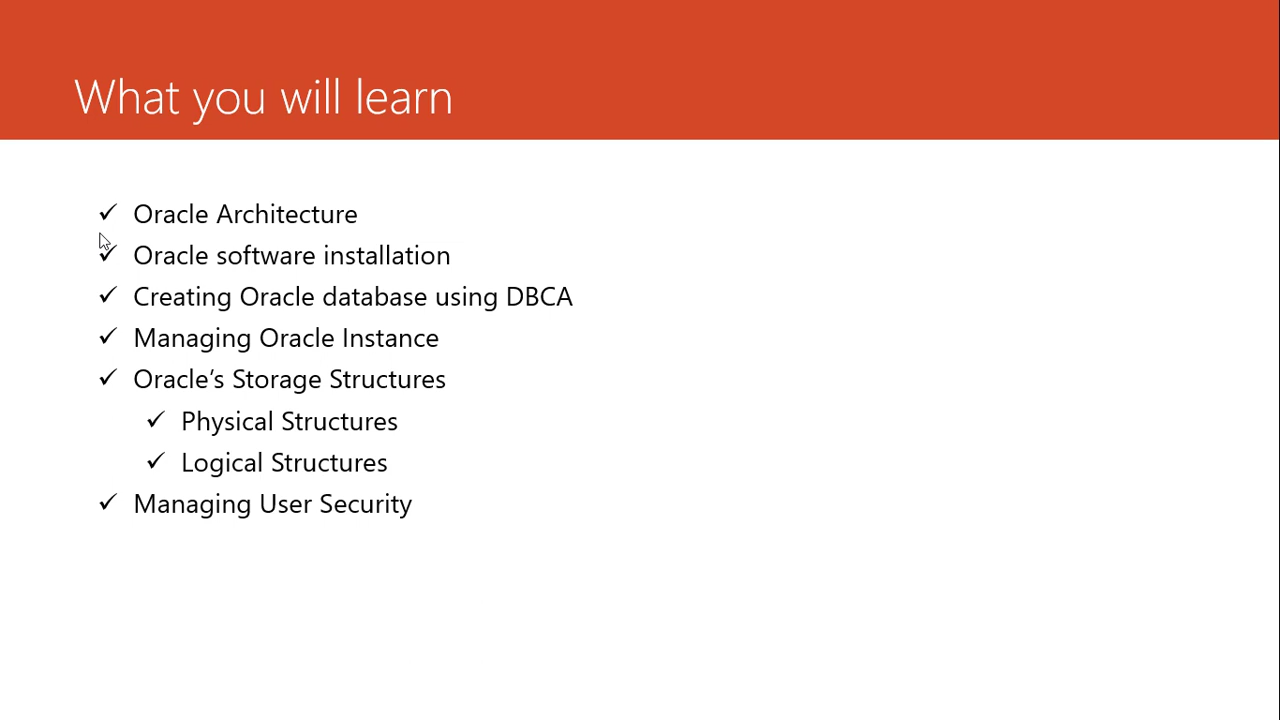 What you will learn
✓ Oracle Architecture
✓ Oracle software installation
✓ Creating Oracle database using DBCA
✓ Managing Oracle Instance
✓ Oracle’s Storage Structures
✓ Physical Structures
✓ Logical Structures
✓ Managing User Security